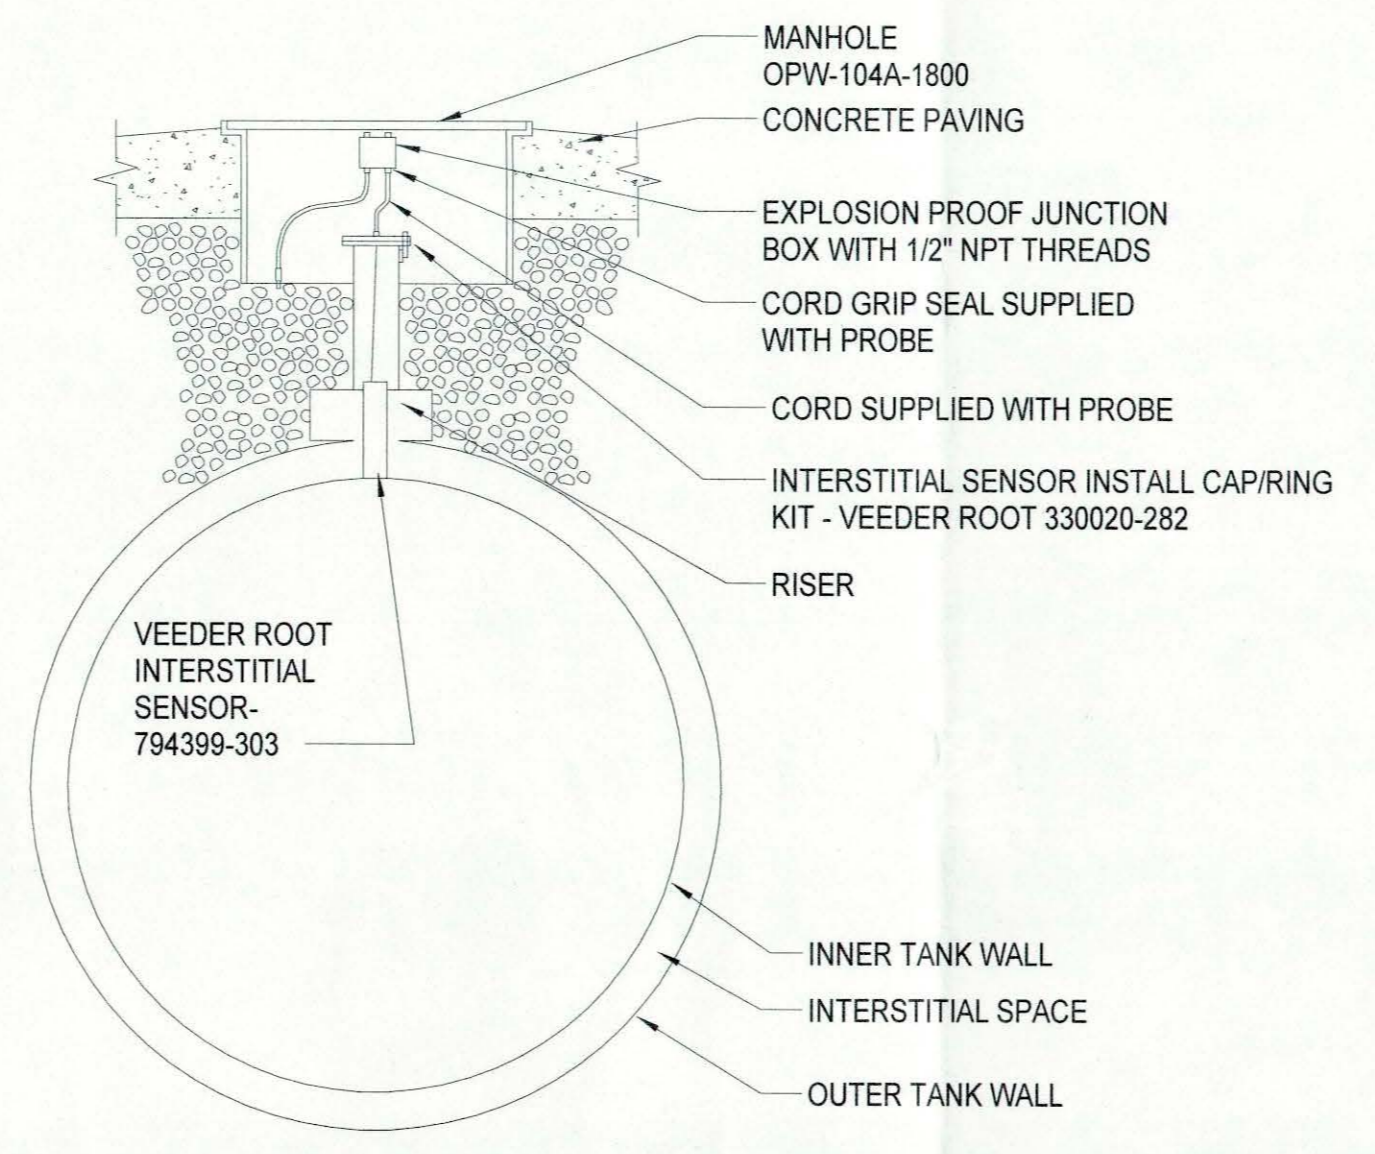 MANHOLE
OPW-104A-1800
CONCRETE PAVING
EXPLOSION PROOF JUNCTION
BOX WITH 1/2" NPT THREADS
CORD GRIP SEAL SUPPLIED
WITH PROBE
CORD SUPPLIED WITH PROBE
INTERSTITIAL SENSOR INSTALL CAP/RING
KIT - VEEDER ROOT 330020-282
RISER
VEEDER ROOT
INTERSTITIAL
SENSOR-
794399-303
INNER TANK WALL
INTERSTITIAL SPACE
OUTER TANK WALL